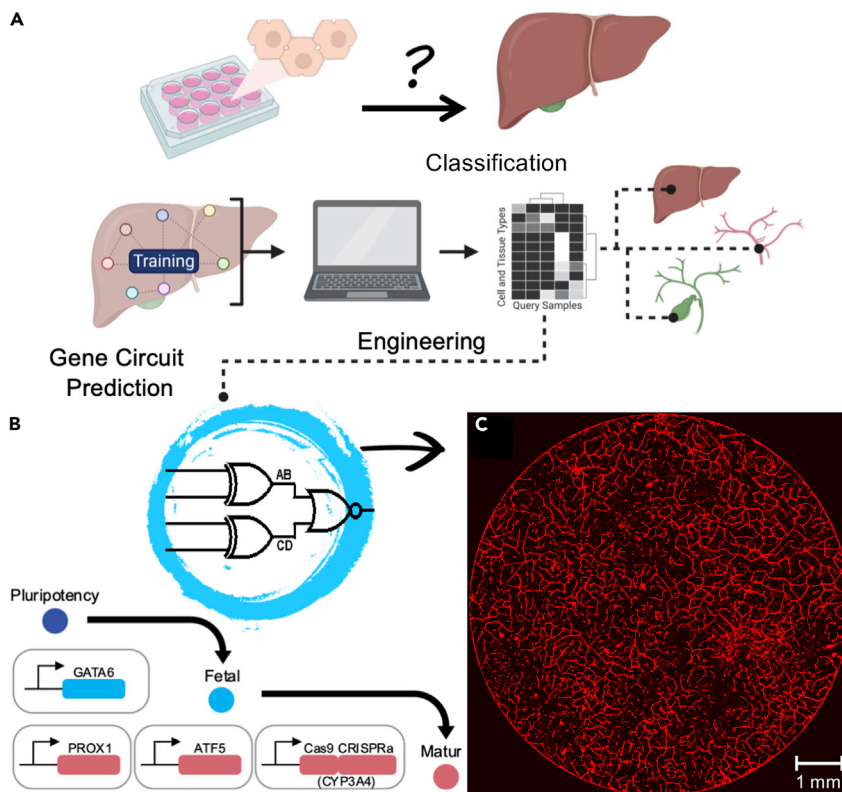 A
?
Classification
Training
Cell and Tissue Types
Query Samples
Engineering
Gene Circuit
Prediction
B
AB
CD
C
Pluripotency
GATA6
Fetal
PROX1
ATF5
Cas9 CRISPRa
(CYP3A4)
Matur
1 mm